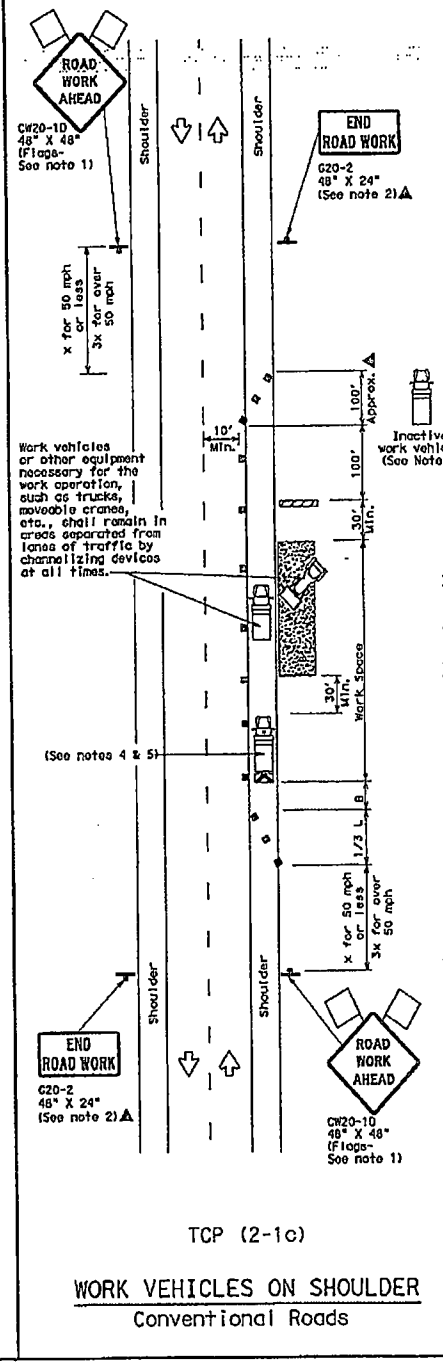 ROAD
WORK
AHEAD
CW20-1D
48" X 48"
(Flags-
See note 1)
Shoulder
Shoulder
END
ROAD WORK
G20-2
48" X 24"
(See note 2)
x for 50 mph
or less
3x for over
50 mph
100'
Approx.
10'
Min.
100'
Inactive
work vehicle
(See Note
Work vehicles
or other equipment
necessary for the
work operation,
such as trucks,
moveable cranes,
etc., shall remain in
areas separated from
lanes of traffic by
channelizing devices
at all times.
30'
Min.
Work Space
30'
Min.
(See notes 4 & 5)
B
1/3 L
x for 50 mph
or less
3x for over
50 mph
Shoulder
Shoulder
END
ROAD WORK
G20-2
48" X 24"
(See note 2)
ROAD
WORK
AHEAD
CW20-1D
48" X 48"
(Flags-
See note 1)
TCP (2-1c)
WORK VEHICLES ON SHOULDER
Conventional Roads